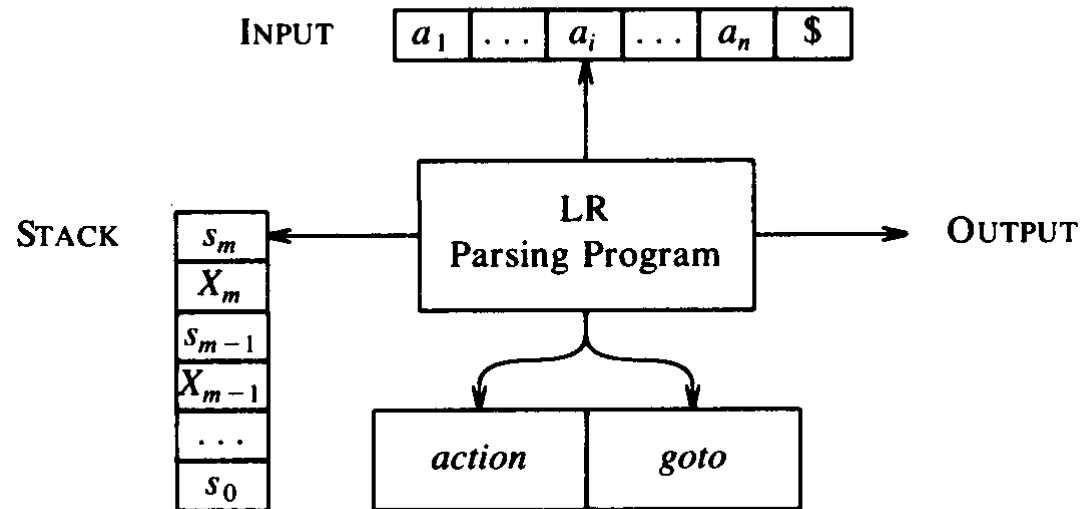 INPUT a₁ ... aᵢ ... aₙ $
LR
Parsing Program
STACK
OUTPUT
sₘ
Xₘ
sₘ₋₁
Xₘ₋₁
...
s₀
action goto